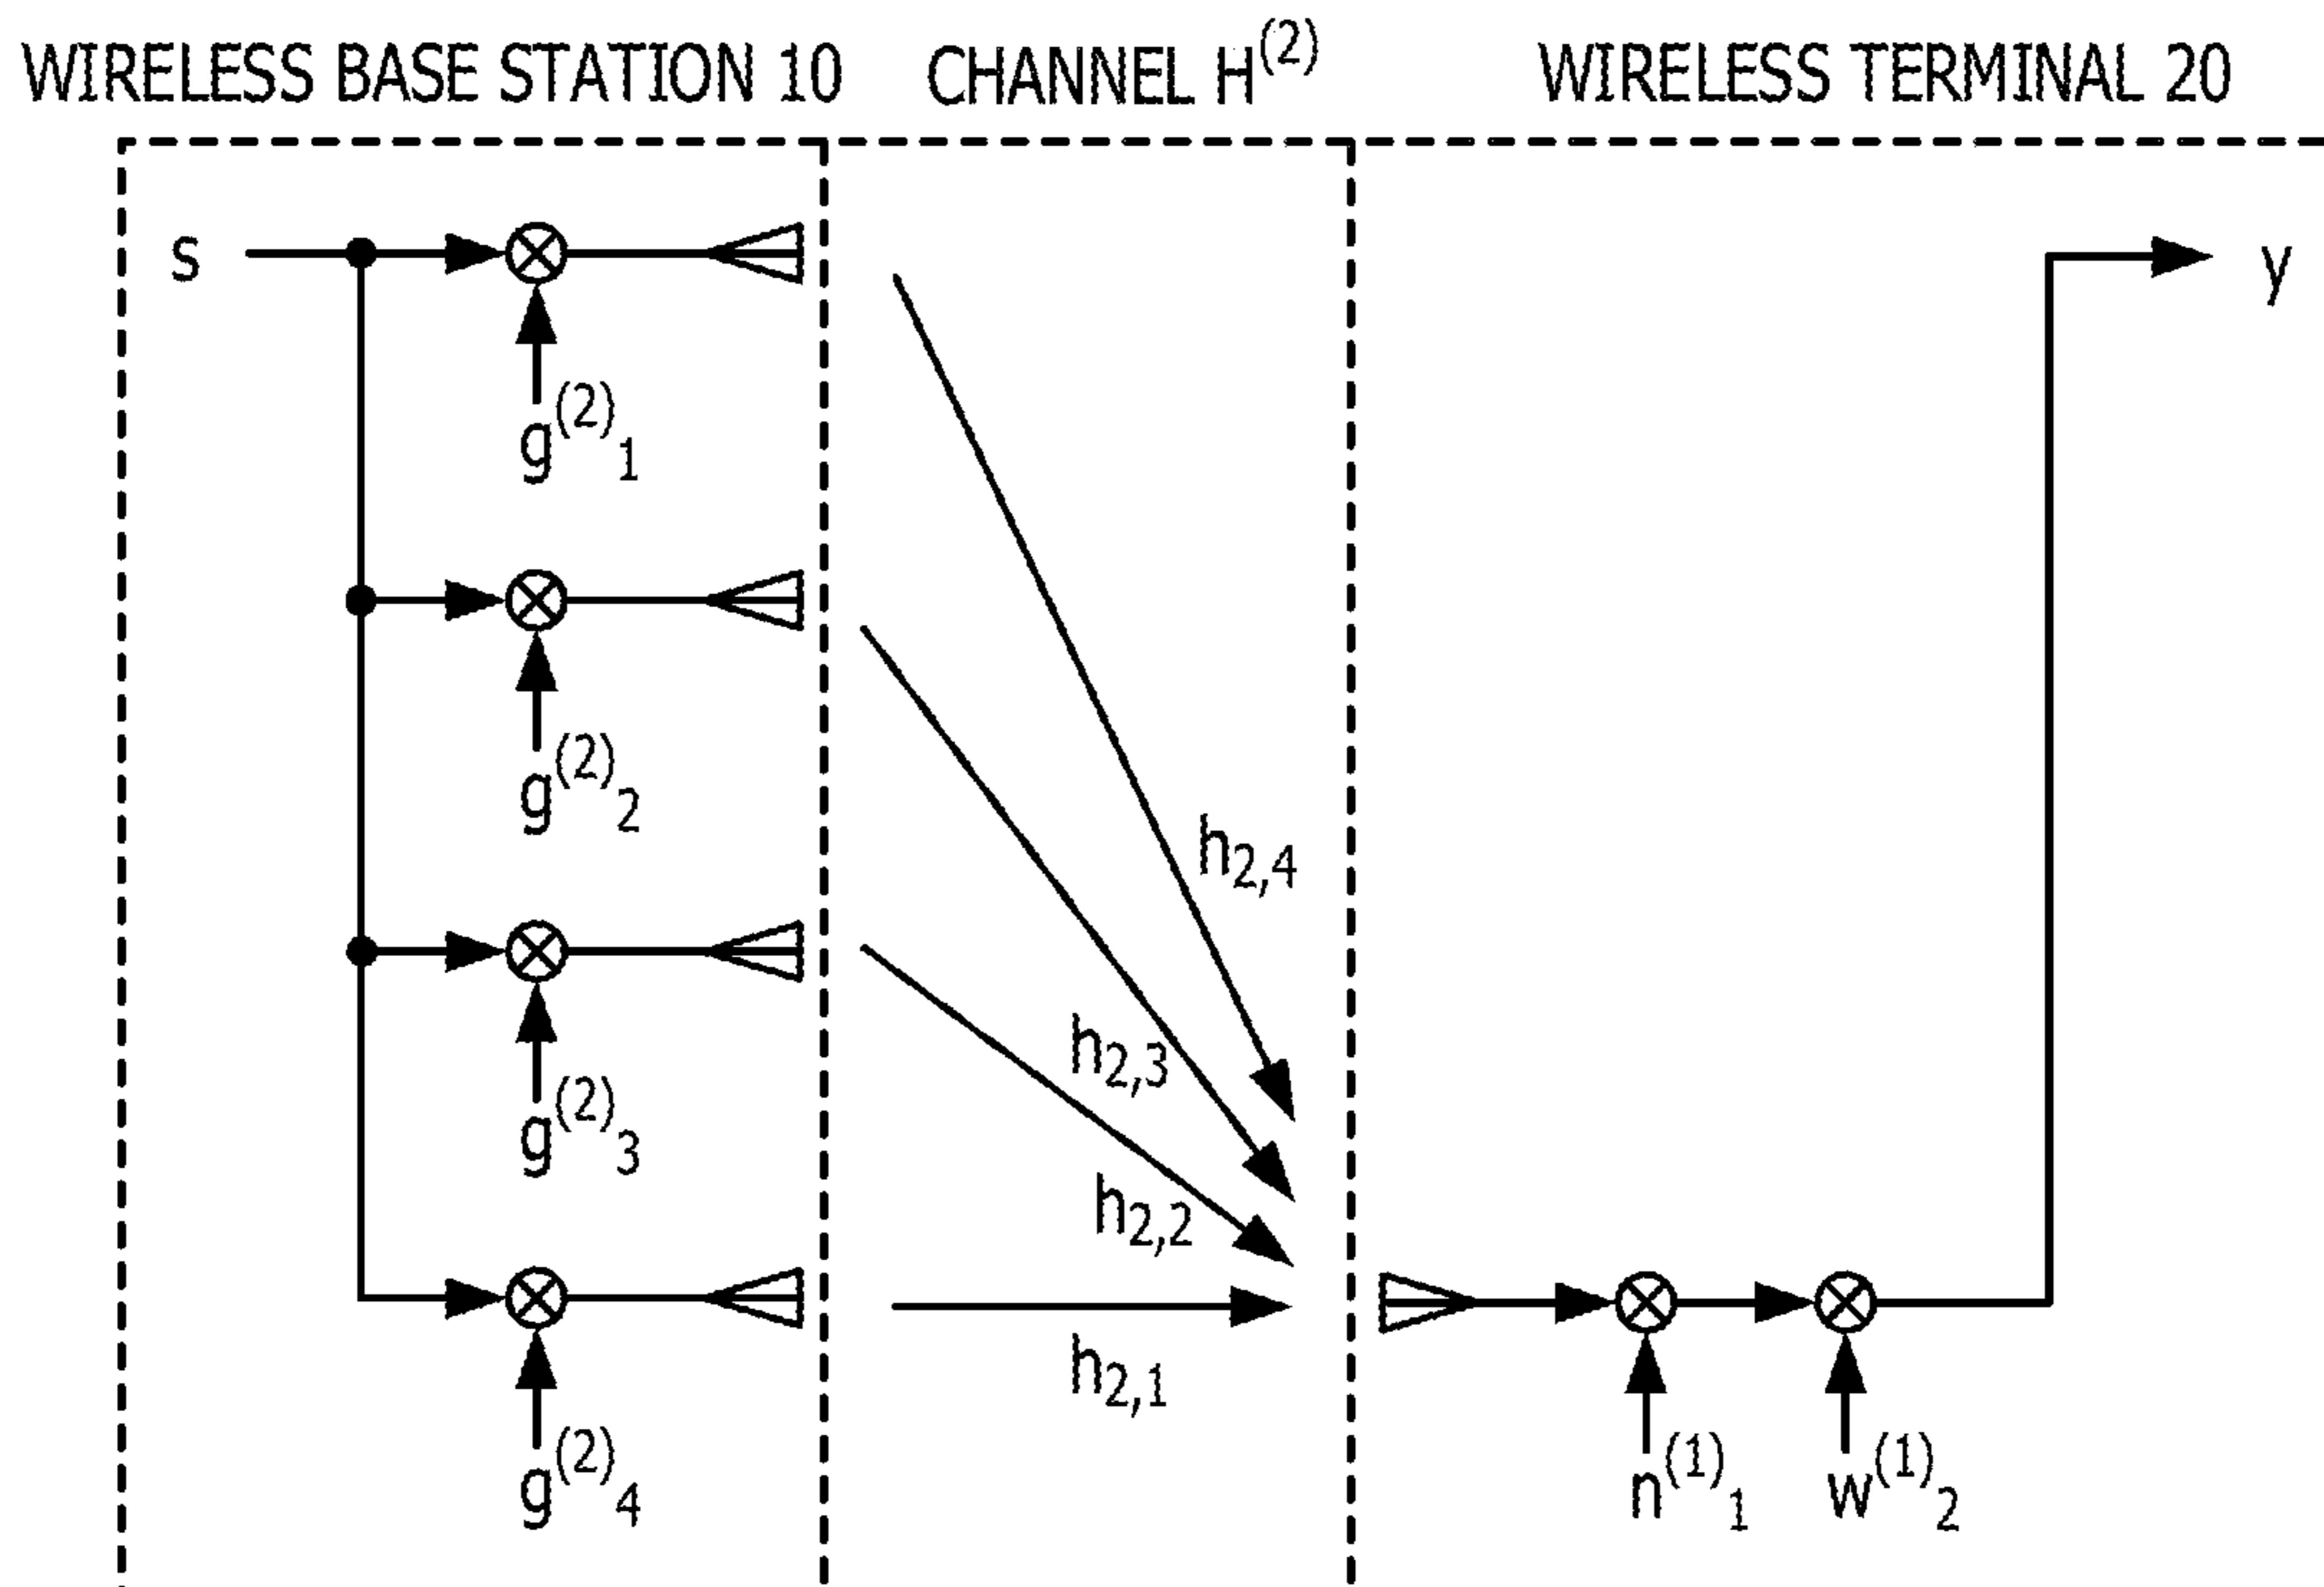 WIRELESS BASE STATION 10
CHANNEL H(2)
WIRELESS TERMINAL 20
s
y
g(2)1
g(2)2
h2,4
g(2)3
h2,3
h2,2
h2,1
g(2)4
n(1)1
w(1)2